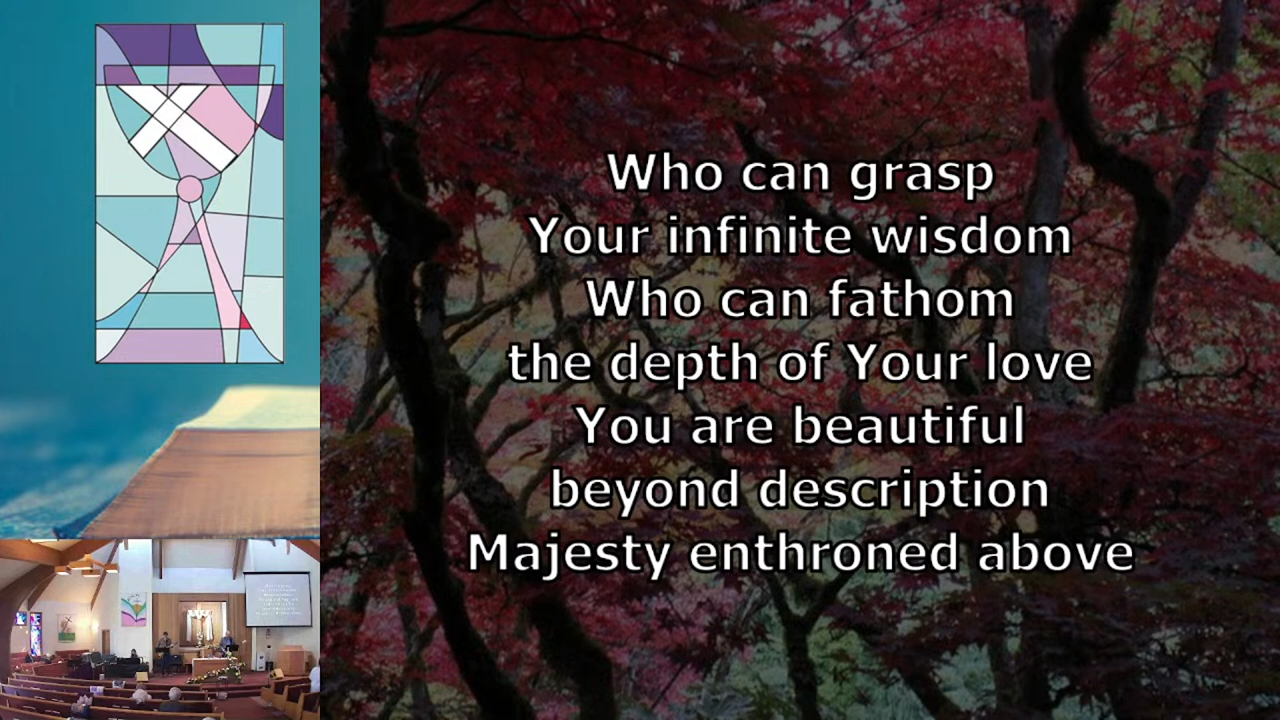 Who can grasp
Your infinite wisdom
Who can fathom
the depth of Your love
You are beautiful
beyond description
Majesty enthroned above